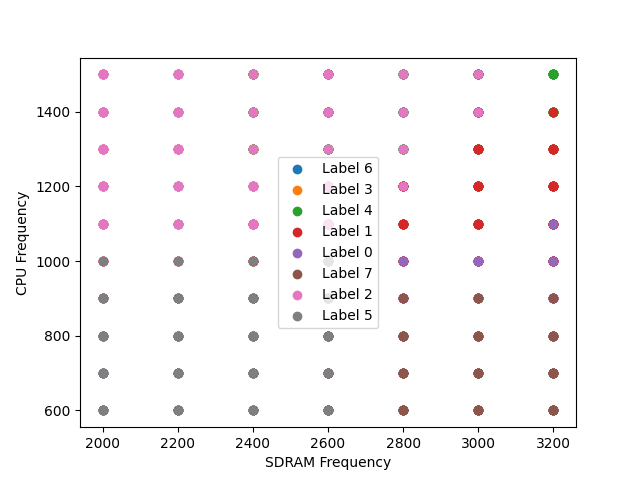 1400
1200
1000
800
600
CPU Frequency
Label 6
Label 3
Label 4
Label 1
Label 0
Label 7
Label 2
Label 5
2000 2200 2400 2600 2800 3000 3200
SDRAM Frequency